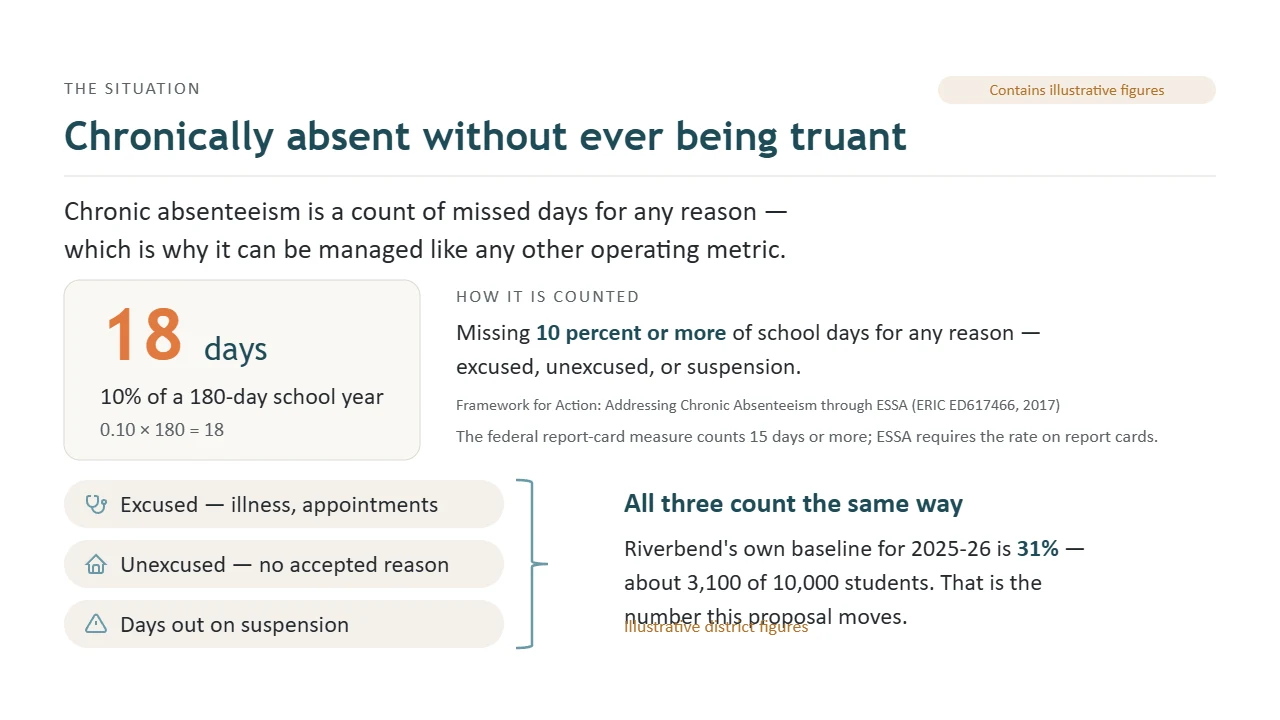 THE SITUATION
Contains illustrative figures
Chronically absent without ever being truant
Chronic absenteeism is a count of missed days for any reason —
which is why it can be managed like any other operating metric.
18 days
10% of a 180-day school year
0.10 × 180 = 18
HOW IT IS COUNTED
Missing 10 percent or more of school days for any reason —
excused, unexcused, or suspension.
Framework for Action: Addressing Chronic Absenteeism through ESSA (ERIC ED617466, 2017)
The federal report-card measure counts 15 days or more; ESSA requires the rate on report cards.
Excused — illness, appointments
Unexcused — no accepted reason
Days out on suspension
All three count the same way
Riverbend's own baseline for 2025-26 is 31% —
about 3,100 of 10,000 students. That is the
number this proposal moves.
Illustrative district figures